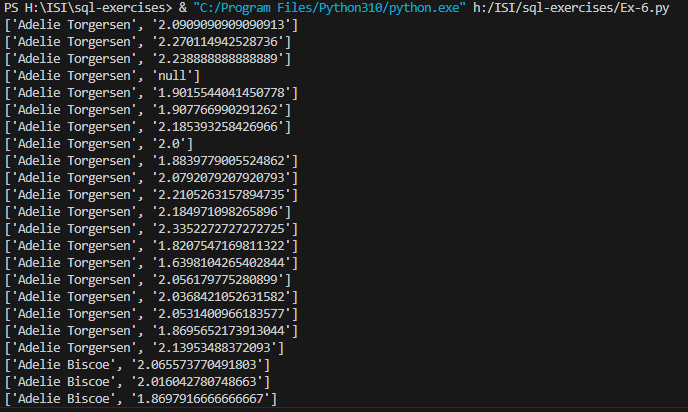 PS H:\ISI\sql-exercises> & "C:/Program Files/Python310/python.exe" h:/ISI/sql-exercises/Ex-6.py
['Adelie Torgersen', '2.0909090909090913']
['Adelie Torgersen', '2.270114942528736']
['Adelie Torgersen', '2.238888888888889']
['Adelie Torgersen', 'null']
['Adelie Torgersen', '1.9015544041450778']
['Adelie Torgersen', '1.907766990291262']
['Adelie Torgersen', '2.185393258426966']
['Adelie Torgersen', '2.0']
['Adelie Torgersen', '1.8839779005524862']
['Adelie Torgersen', '2.0792079207920793']
['Adelie Torgersen', '2.2105263157894735']
['Adelie Torgersen', '2.184971098265896']
['Adelie Torgersen', '2.3352272727272725']
['Adelie Torgersen', '1.8207547169811322']
['Adelie Torgersen', '1.6398104265402844']
['Adelie Torgersen', '2.056179775280899']
['Adelie Torgersen', '2.0368421052631582']
['Adelie Torgersen', '2.0531400966183577']
['Adelie Torgersen', '1.8695652173913044']
['Adelie Torgersen', '2.13953488372093']
['Adelie Biscoe', '2.065573770491803']
['Adelie Biscoe', '2.016042780748663']
['Adelie Biscoe', '1.8697916666666667']